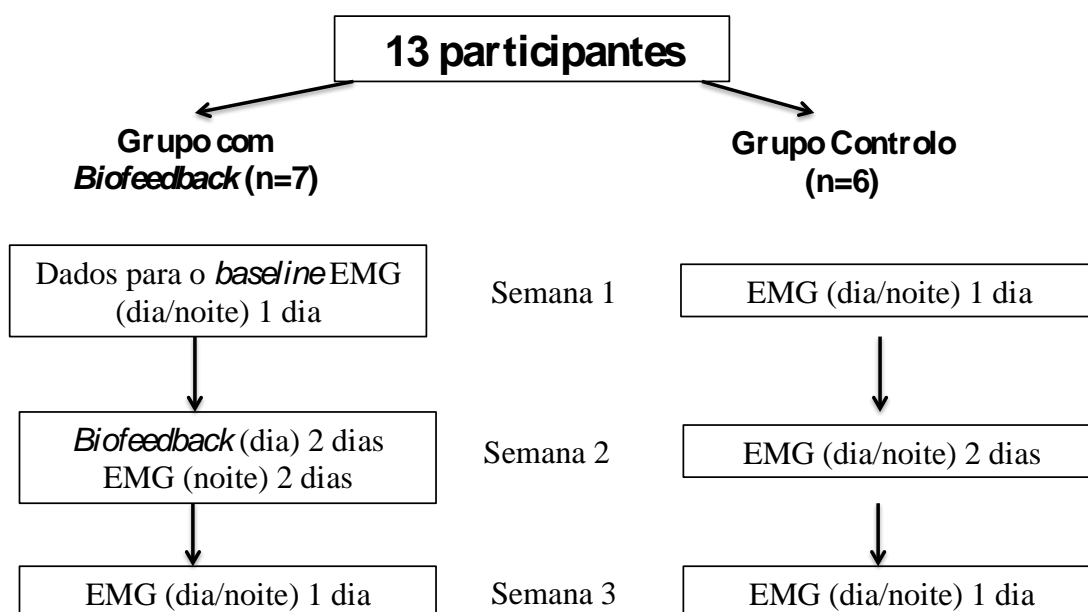 13 participantes
Grupo com
Biofeedback (n=7)
Grupo Controlo
(n=6)
Dados para o baseline EMG
(dia/noite) 1 dia
Semana 1
EMG (dia/noite) 1 dia
Biofeedback (dia) 2 dias
EMG (noite) 2 dias
Semana 2
EMG (dia/noite) 2 dias
EMG (dia/noite) 1 dia
Semana 3
EMG (dia/noite) 1 dia